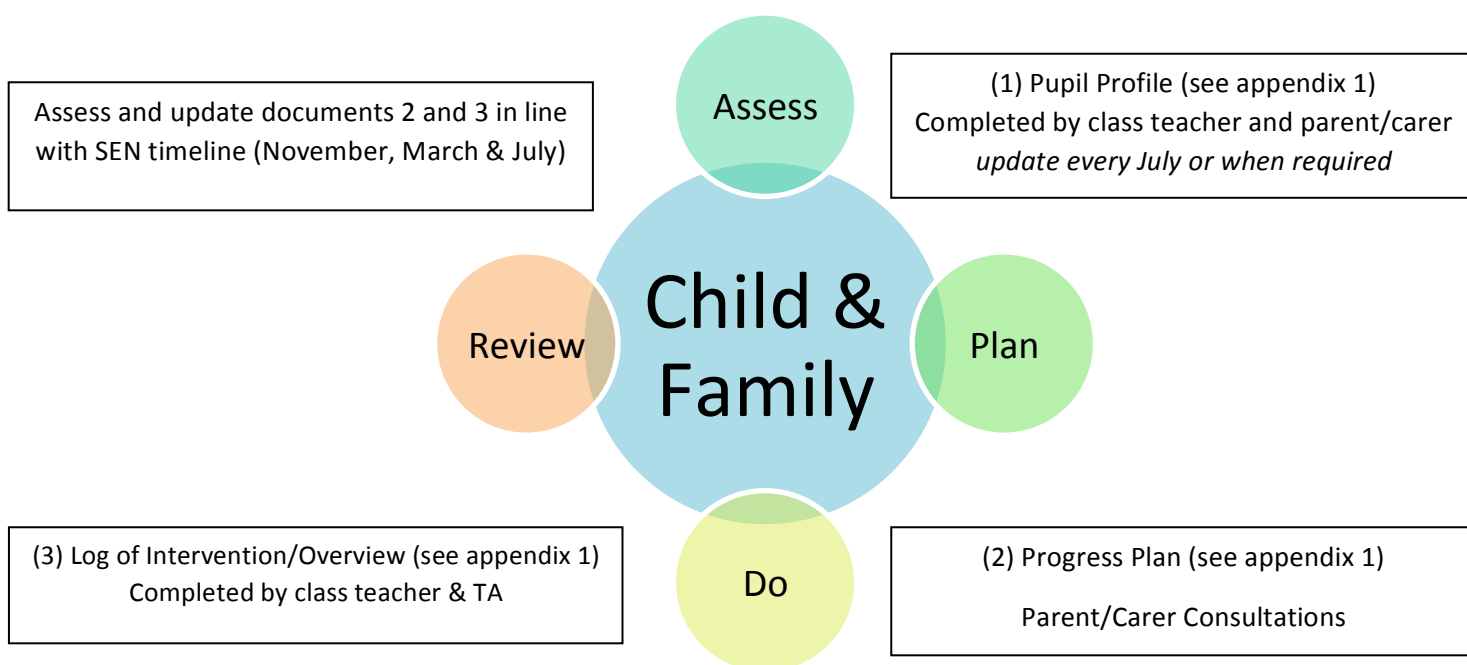 Assess
Assess and update documents 2 and 3 in line
with SEN timeline (November, March & July)
(1) Pupil Profile (see appendix 1)
Completed by class teacher and parent/carer
update every July or when required
Review
Child &
Family
Plan
(3) Log of Intervention/Overview (see appendix 1)
Completed by class teacher & TA
Do
(2) Progress Plan (see appendix 1)
Parent/Carer Consultations